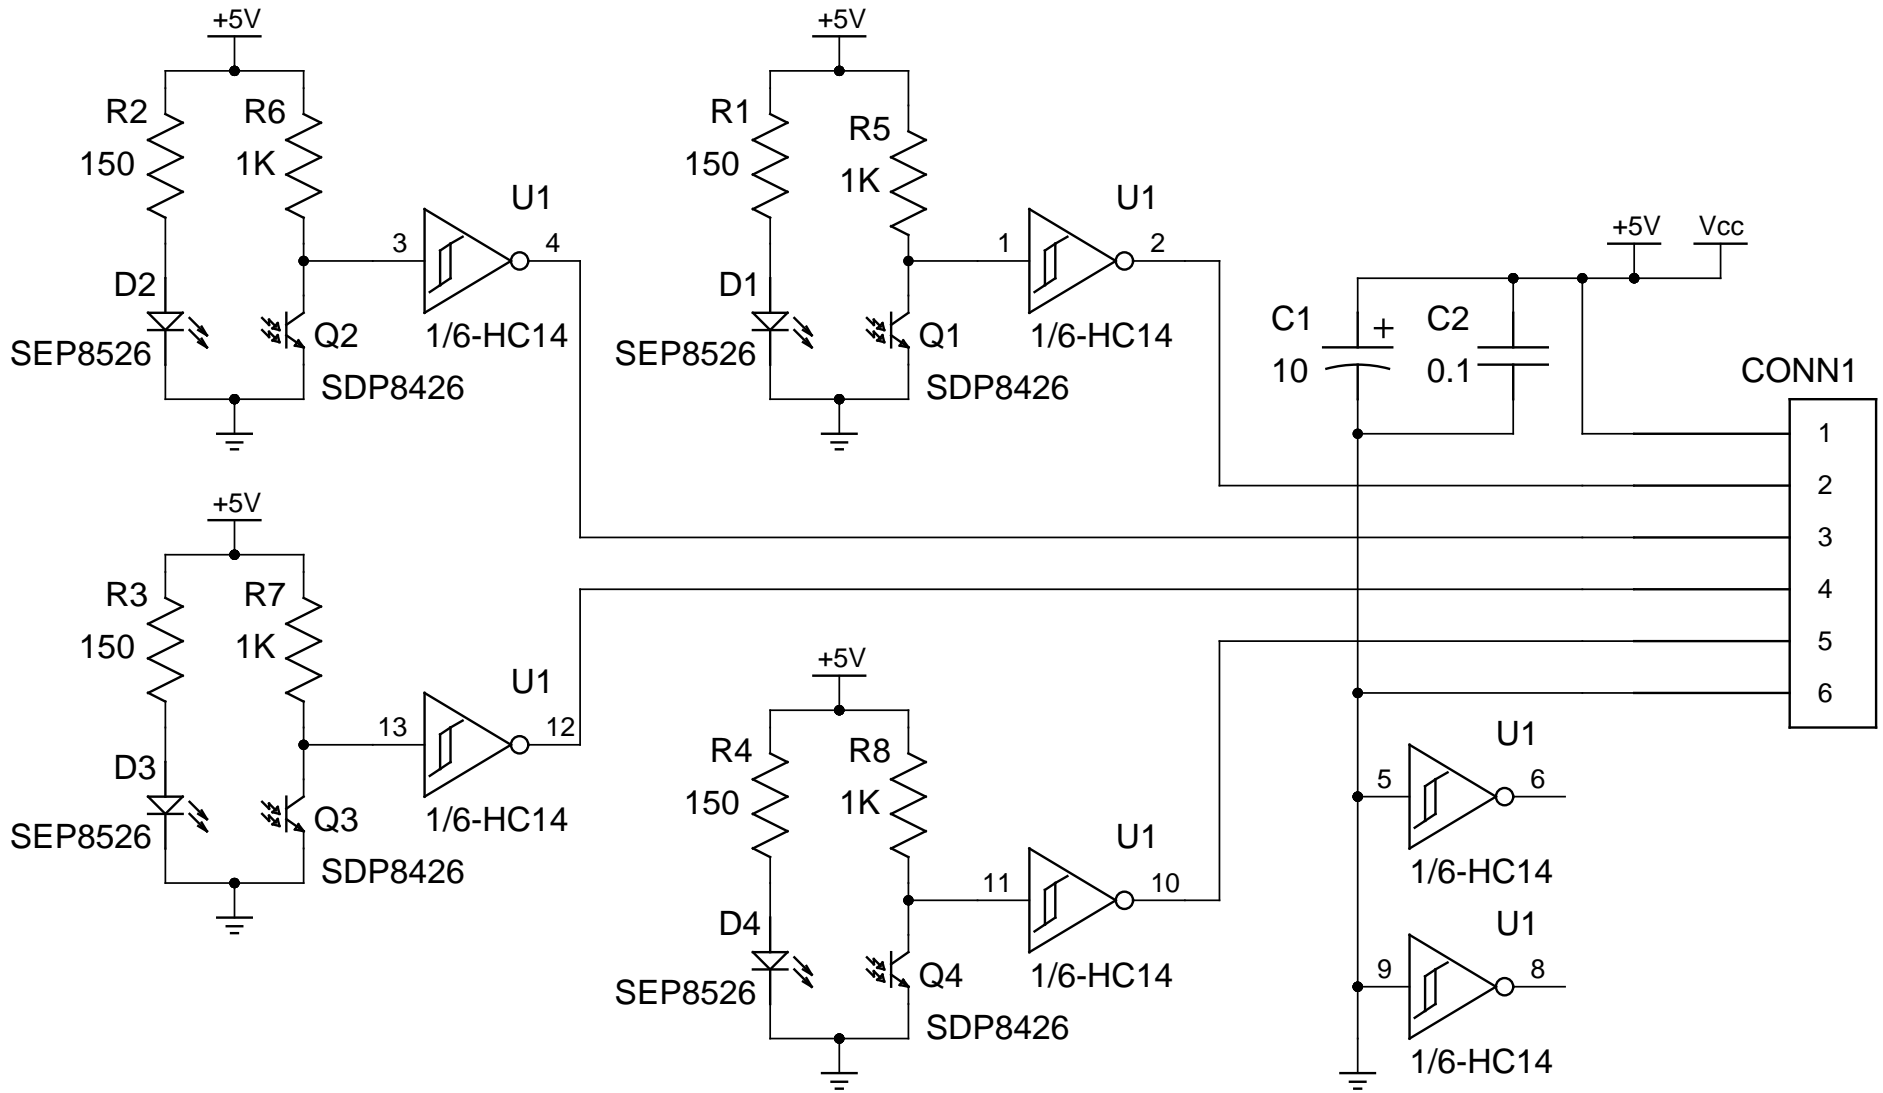 +5V
R2
150
R6
1K
U1
3
4
D2
SEP8526
Q2
SDP8426
1/6-HC14
+5V
R1
150
R5
1K
U1
1
2
D1
SEP8526
Q1
SDP8426
1/6-HC14
+5V
Vcc
C1
+
10
C2
0.1
CONN1
1
2
3
4
5
6
+5V
R3
150
R7
1K
U1
13
12
D3
SEP8526
Q3
SDP8426
1/6-HC14
+5V
R4
150
R8
1K
U1
11
10
D4
SEP8526
Q4
SDP8426
1/6-HC14
U1
5
6
1/6-HC14
U1
9
8
1/6-HC14